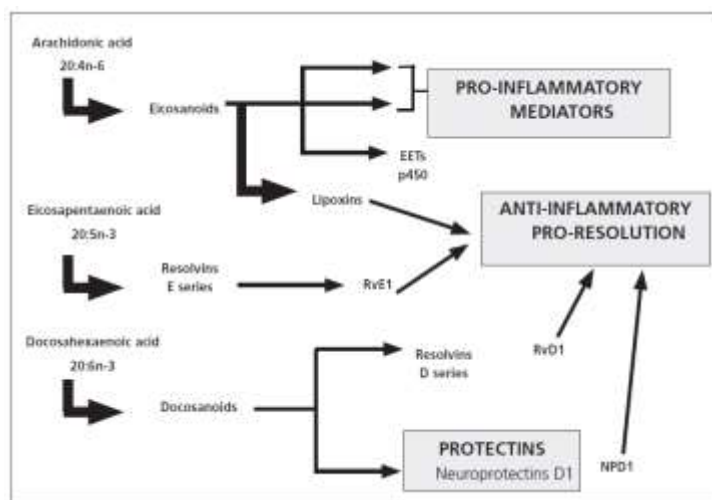 Arachidonic acid
20:4n-6
Eicosanoids
PRO-INFLAMMATORY
MEDIATORS
EETs
p450
Lipoxins
Eicosapentaenoic acid
20:5n-3
ANTI-INFLAMMATORY
PRO-RESOLUTION
Resolvins
E series
RvE1
Docosahexaenoic acid
20:6n-3
Resolvins
D series
RvD1
Docosanoids
PROTECTINS
Neuroprotectins D1
NPD1